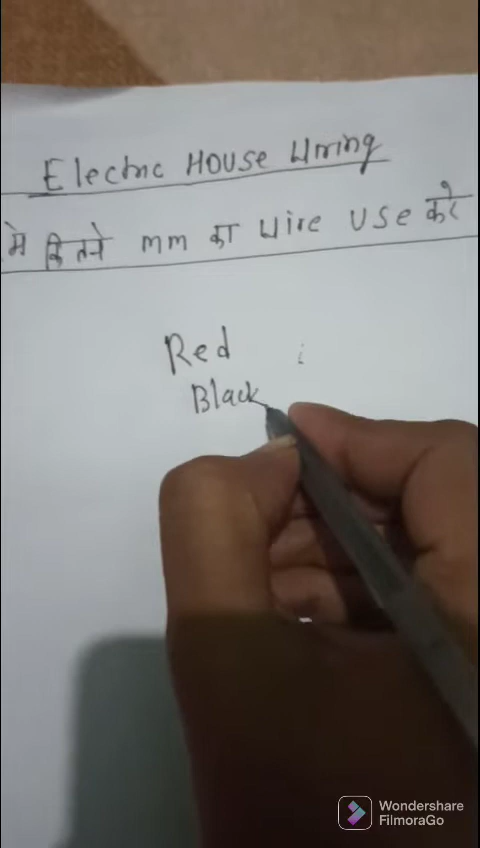 Electric HOUSE Wiring
मे कितने mm का wire use करे
Red :
Black
Wondershare
FilmoraGo